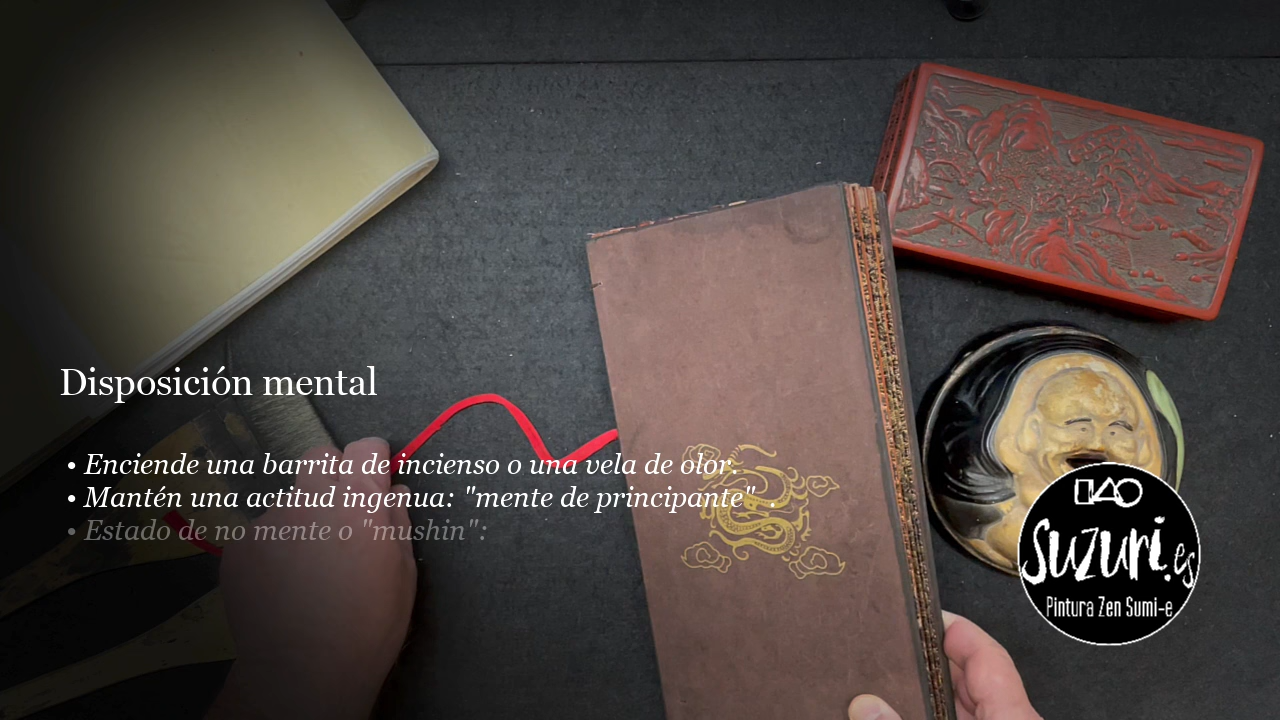 Disposición mental
• Enciende una barrita de incienso o una vela de olor.
• Mantén una actitud ingenua: "mente de principante" .
• Estado de no mente o "mushin":
Suzuri.es
Pintura Zen Sumi-e